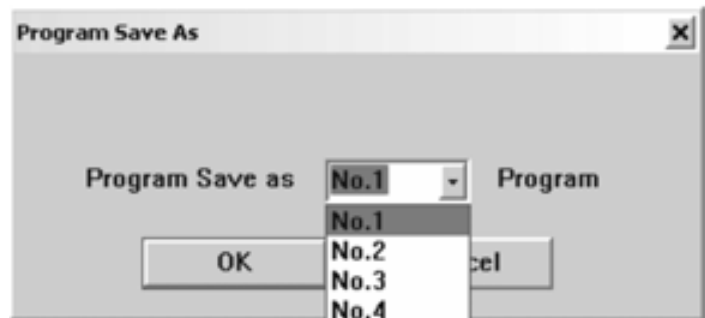 Program Save As
Program Save as No.1 Program
No.1
OK No.2 cel
No.3
No.4